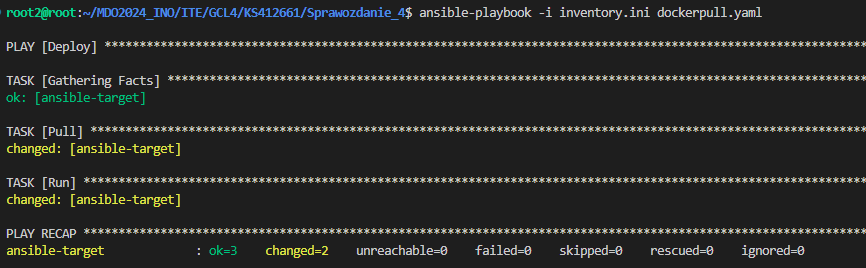 root2@root:~/MDO2024_INO/ITE/GCL4/KS412661/Sprawozdanie_4$ ansible-playbook -i inventory.ini dockerpull.yaml
PLAY [Deploy] *************************************************************************************************************
TASK [Gathering Facts] ****************************************************************************************************
ok: [ansible-target]
TASK [Pull] ***************************************************************************************************************
changed: [ansible-target]
TASK [Run] ****************************************************************************************************************
changed: [ansible-target]
PLAY RECAP ****************************************************************************************************************
ansible-target             : ok=3    changed=2    unreachable=0    failed=0    skipped=0    rescued=0    ignored=0